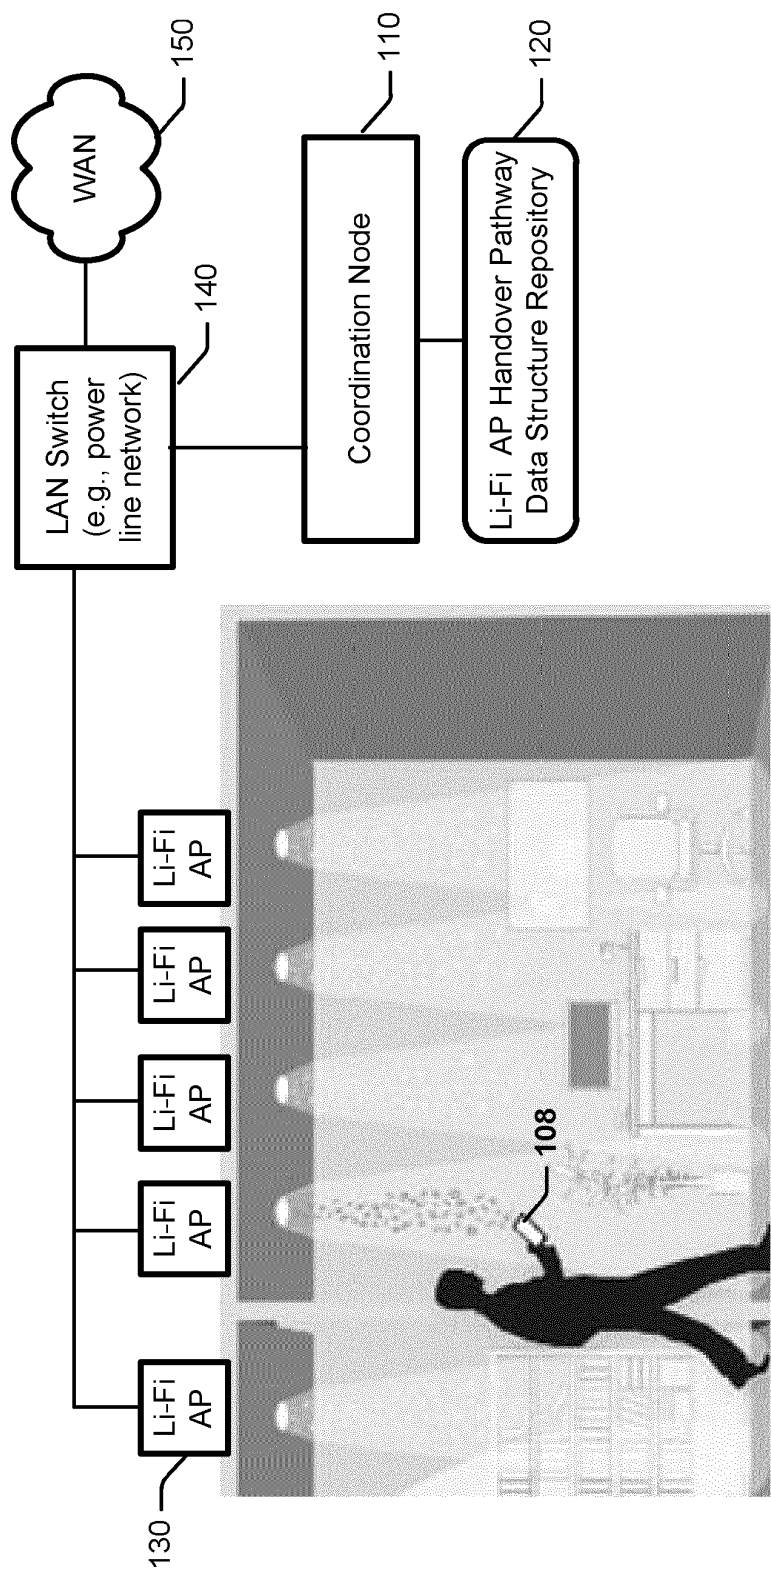 Li-Fi
AP
Li-Fi
AP
Li-Fi
AP
Li-Fi
AP
Li-Fi
AP
130
108
LAN Switch
(e.g., power
line network)
140
WAN
150
Coordination Node
110
Li-Fi AP Handover Pathway
Data Structure Repository
120